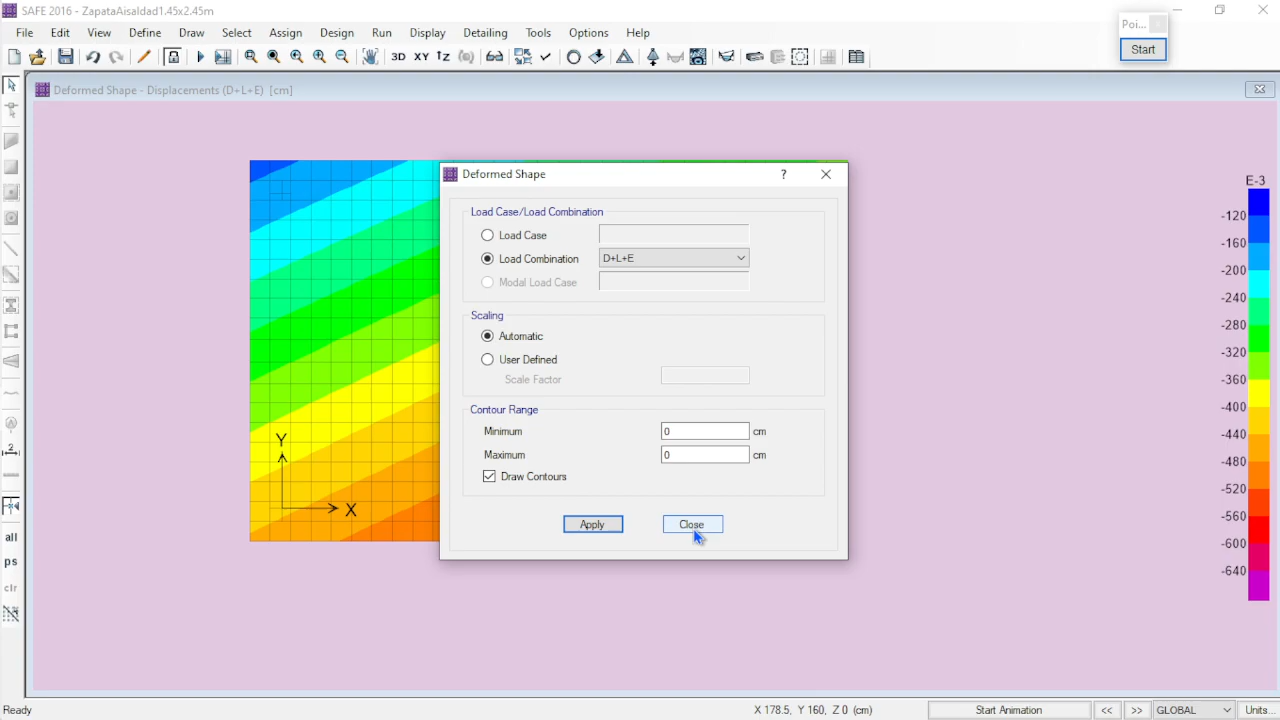 SAFE 2016 - ZapataAisaldad1.45x2.45m
Poi...
File Edit View Define Draw Select Assign Design Run Display Detailing Tools Options Help
Start
3D XY ↑Z
Deformed Shape - Displacements (D+L+E) [cm]
Deformed Shape
?
Load Case/Load Combination
Load Case
Load Combination
D+L+E
Modal Load Case
Scaling
Automatic
User Defined
Scale Factor
Contour Range
Minimum 0 cm
Maximum 0 cm
Draw Contours
Apply Close
Y
X
E-3
-120
-160
-200
-240
-280
-320
-360
-400
-440
-480
-520
-560
-600
-640
2
all
ps
clr
Ready
X 178.5, Y 160, Z 0 (cm)
Start Animation
<<
>>
GLOBAL
Units...